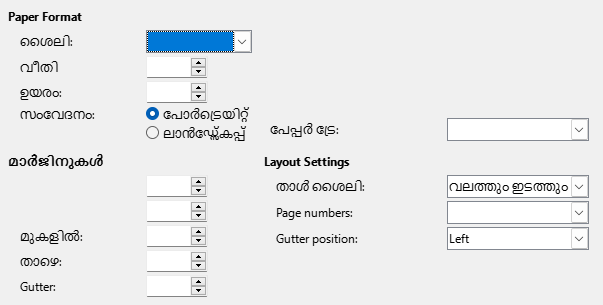 Paper Format
ശൈലി:
വീതി
ഉയരം:
സംവേദനം:
പോർട്രെയിറ്റ്
ലാൻഡ്സ്കേപ്പ്
പേപ്പർ ട്രേ:
മാർജിനുകൾ
മുകളിൽ:
താഴെ:
Gutter:
Layout Settings
താൾ ശൈലി:
വലത്തും ഇടത്തും
Page numbers:
Gutter position:
Left